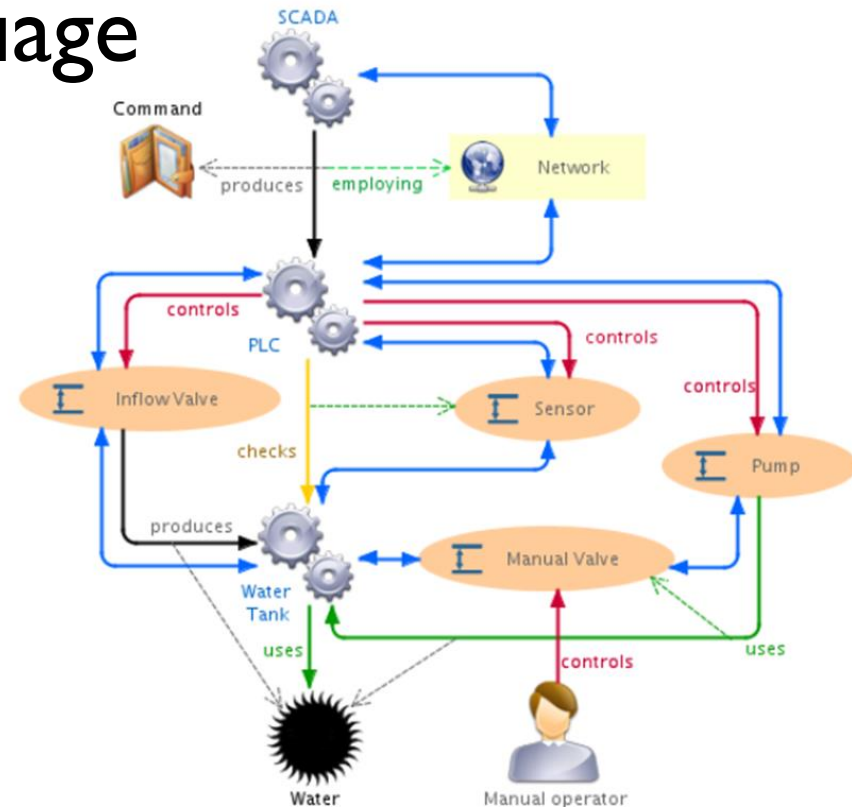 uage
SCADA
Command
produces
employing
Network
controls
PLC
controls
controls
Inflow Valve
Sensor
checks
Pump
produces
Manual Valve
Water
Tank
uses
uses
controls
Water
Manual operator